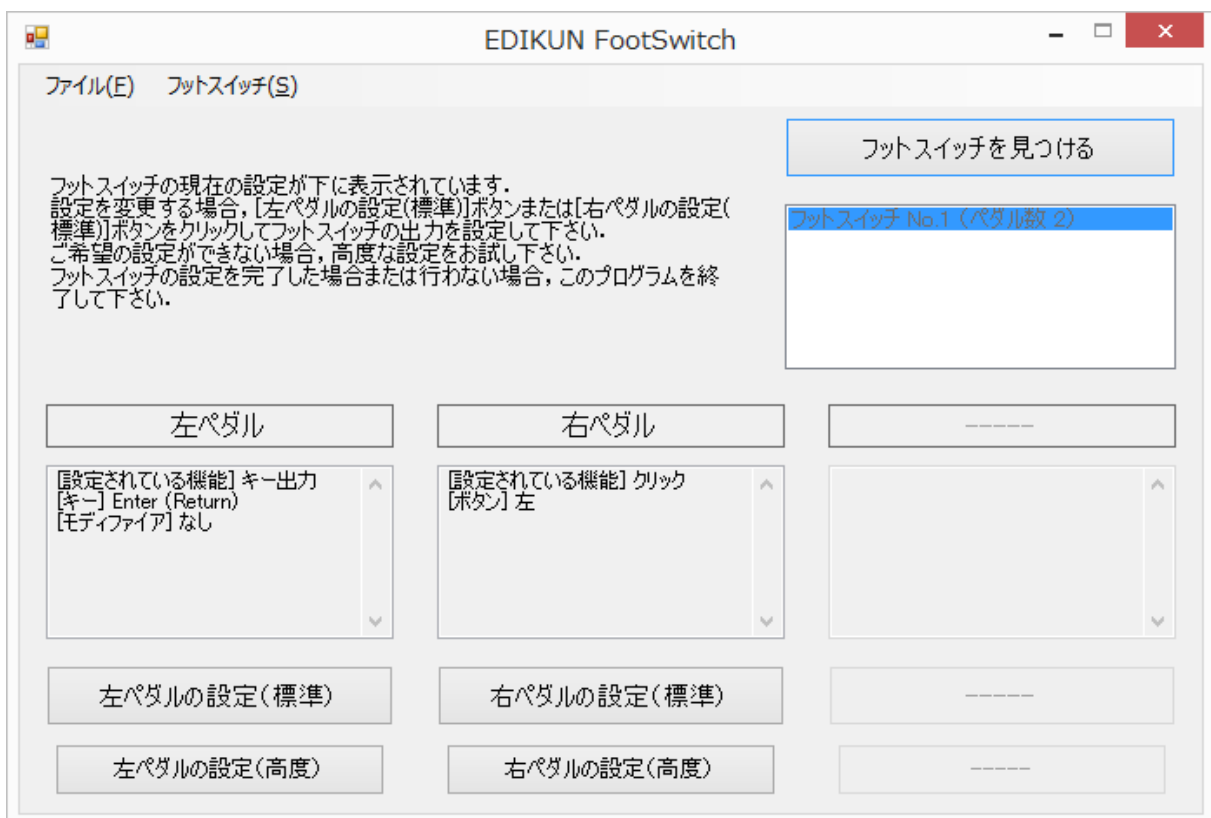 EDIKUN FootSwitch
ファイル(F) フットスイッチ(S)
フットスイッチを見つける
フットスイッチの現在の設定が下に表示されています.
設定を変更する場合, [左ペダルの設定(標準)]ボタンまたは[右ペダルの設定(
標準)]ボタンをクリックしてフットスイッチの出力を設定して下さい.
ご希望の設定ができない場合, 高度な設定をお試し下さい.
フットスイッチの設定を完了した場合または行わない場合, このプログラムを終
了して下さい.
フットスイッチ No.1 (ペダル数 2)
左ペダル
右ペダル
-----
[設定されている機能] キー出力
[キー] Enter (Return)
[モディファイア] なし
[設定されている機能] クリック
[ボタン] 左
左ペダルの設定(標準)
右ペダルの設定(標準)
-----
左ペダルの設定(高度)
右ペダルの設定(高度)
-----